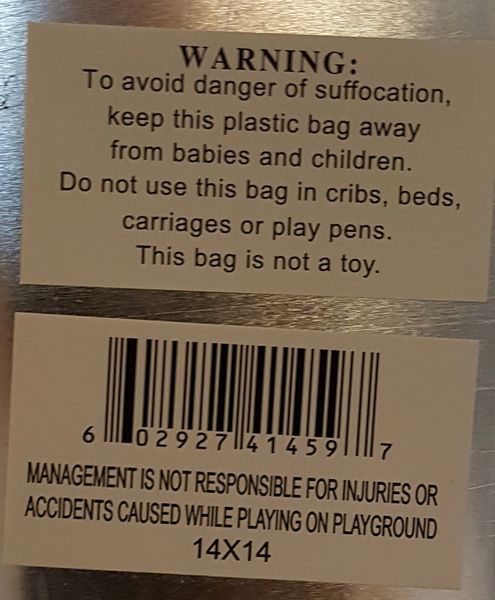 WARNING:
To avoid danger of suffocation,
keep this plastic bag away
from babies and children.
Do not use this bag in cribs, beds,
carriages or play pens.
This bag is not a toy.
6 02927 41459 7
MANAGEMENT IS NOT RESPONSIBLE FOR INJURIES OR
ACCIDENTS CAUSED WHILE PLAYING ON PLAYGROUND
14X14